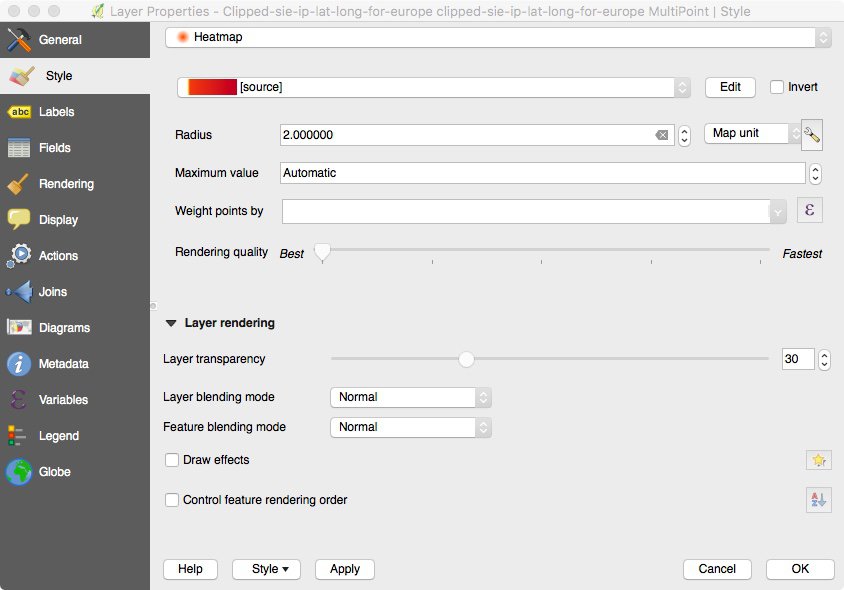 Layer Properties - Clipped-sie-ip-lat-long-for-europe clipped-sie-ip-lat-long-for-europe MultiPoint | Style
General
Style
abc Labels
Fields
Rendering
Display
Actions
Joins
Diagrams
Metadata
Variables
Legend
Globe
Heatmap
[source] Edit Invert
Radius 2.000000 Map unit
Maximum value Automatic
Weight points by ε
Rendering quality Best Fastest
Layer rendering
Layer transparency 30
Layer blending mode Normal
Feature blending mode Normal
Draw effects
Control feature rendering order
Help Style Apply Cancel OK